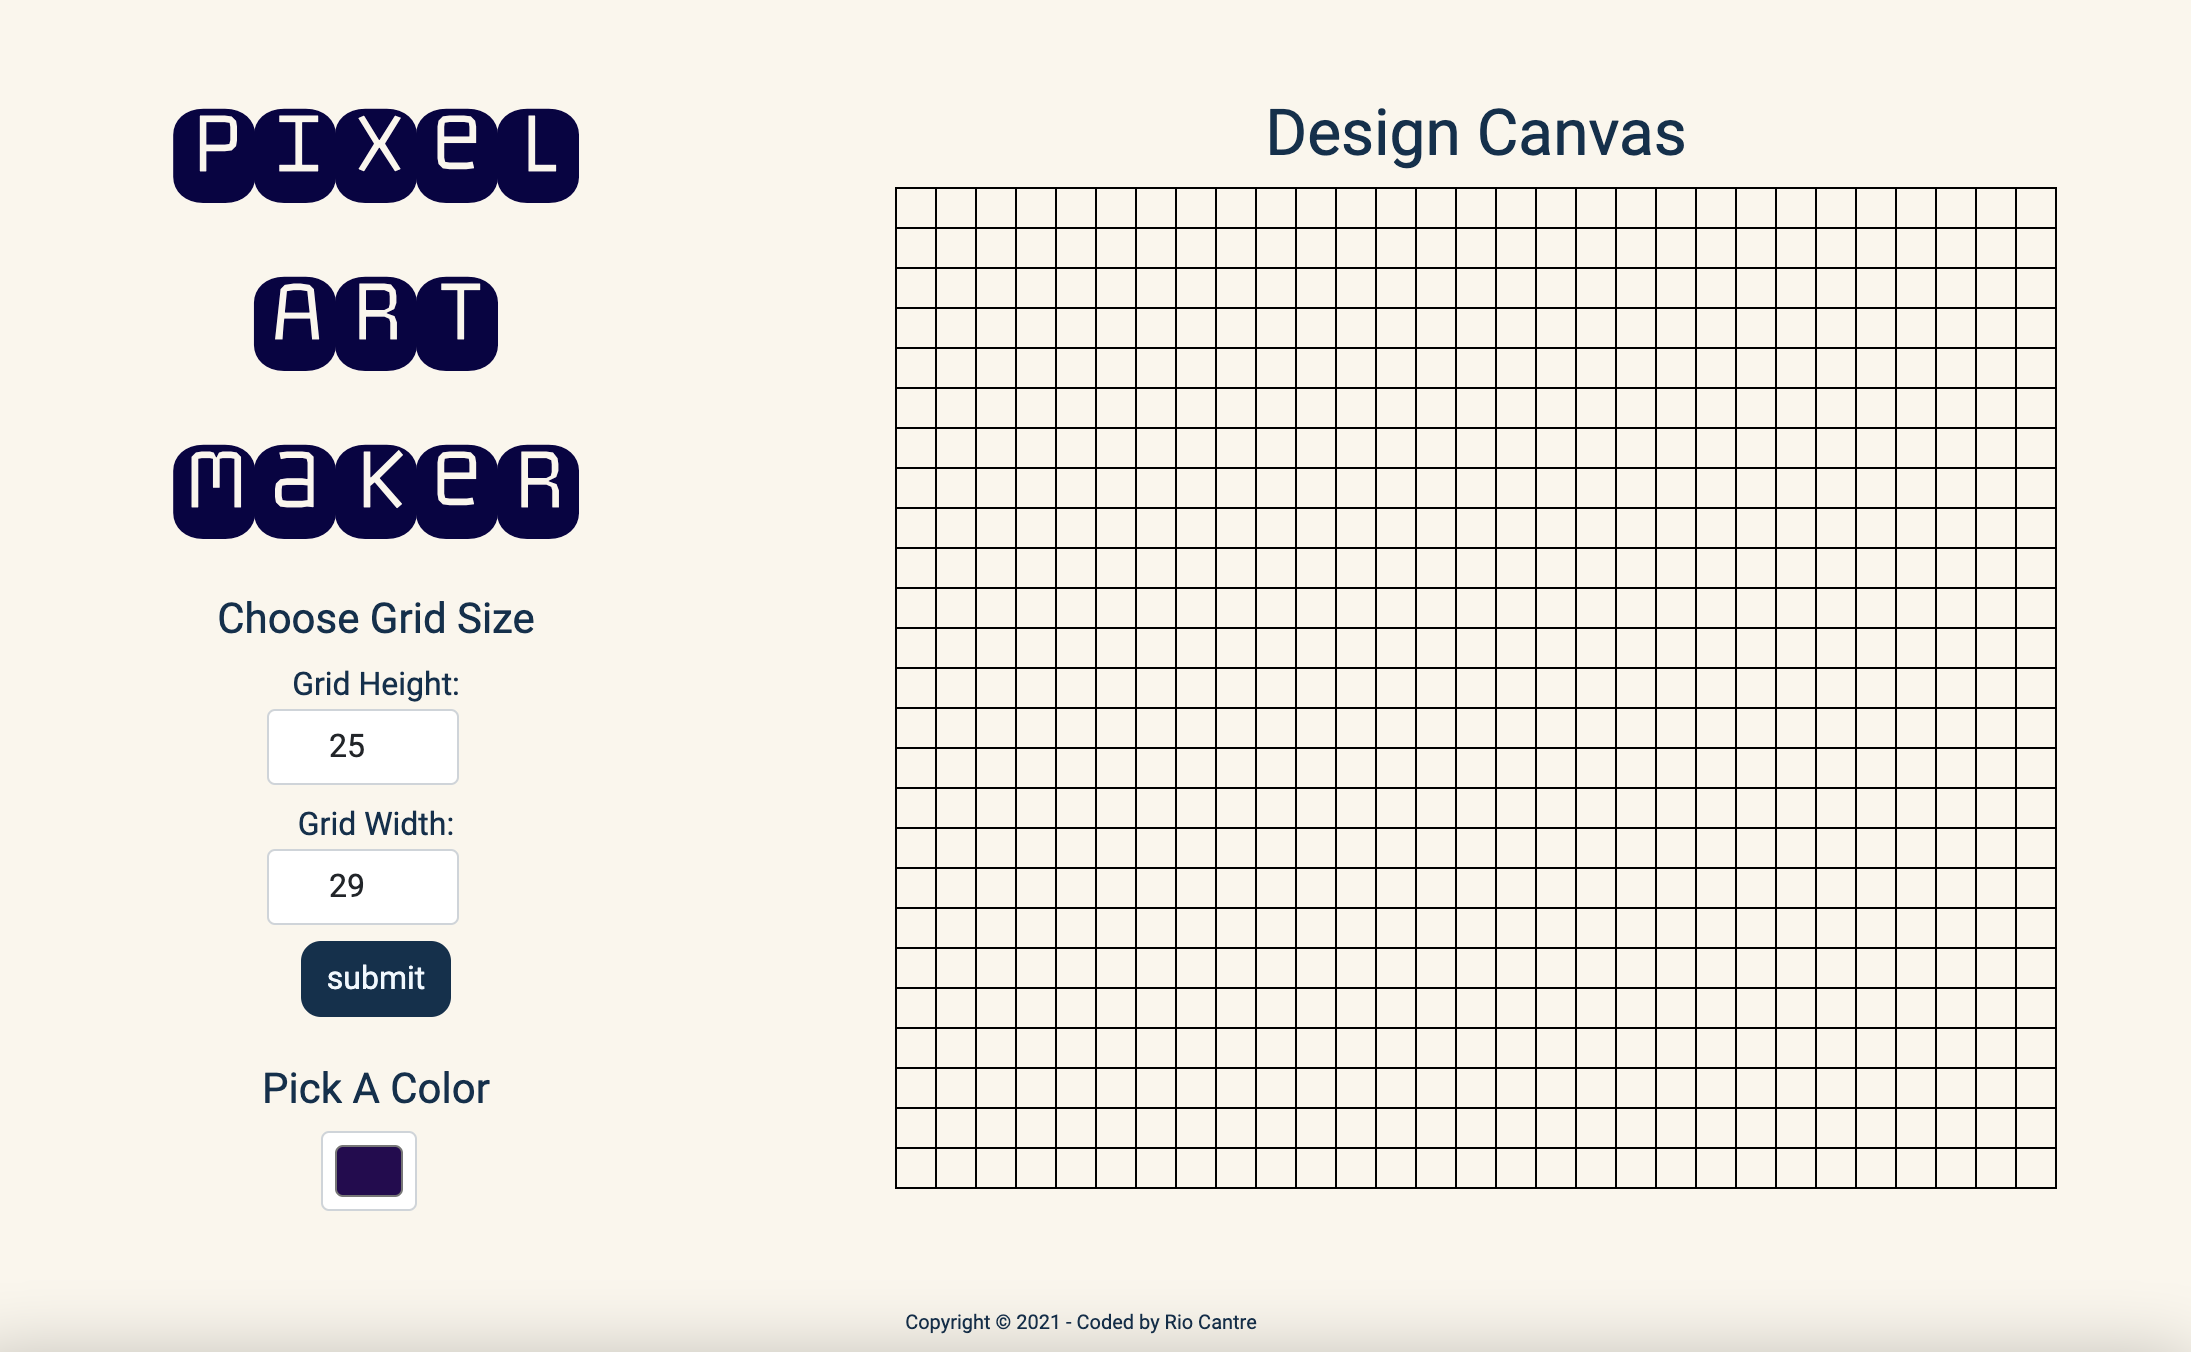 PIXeL
ART
maKeR
Choose Grid Size
Grid Height:
25
Grid Width:
29
submit
Pick A Color
Design Canvas
Copyright © 2021 - Coded by Rio Cantre